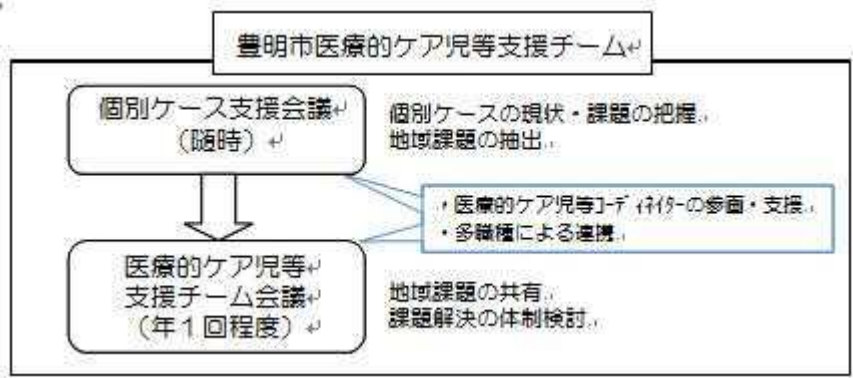 豊明市医療的ケア児等支援チーム
個別ケース支援会議
(随時)
個別ケースの現状・課題の把握
地域課題の抽出
・医療的ケア児等ｺｰﾃﾞｨﾈｲﾀｰの参画・支援
・多職種による連携
医療的ケア児等
支援チーム会議
(年1回程度)
地域課題の共有
課題解決の体制検討